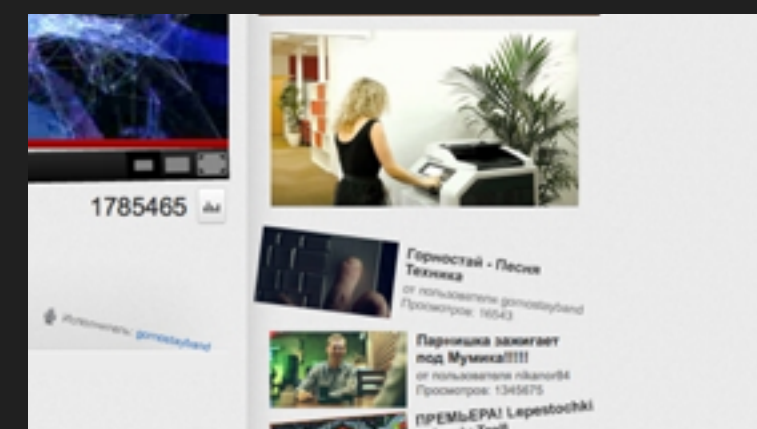 1785465
Исполнитель: gornostayband
Горностай - Песня
Техника
от пользователя gornostayband
Просмотров: 16543
Парнишка зажигает
под Мумика!!!!!
от пользователя nikanor84
Просмотров: 1345675
ПРЕМЬЕРА! Lepestochki